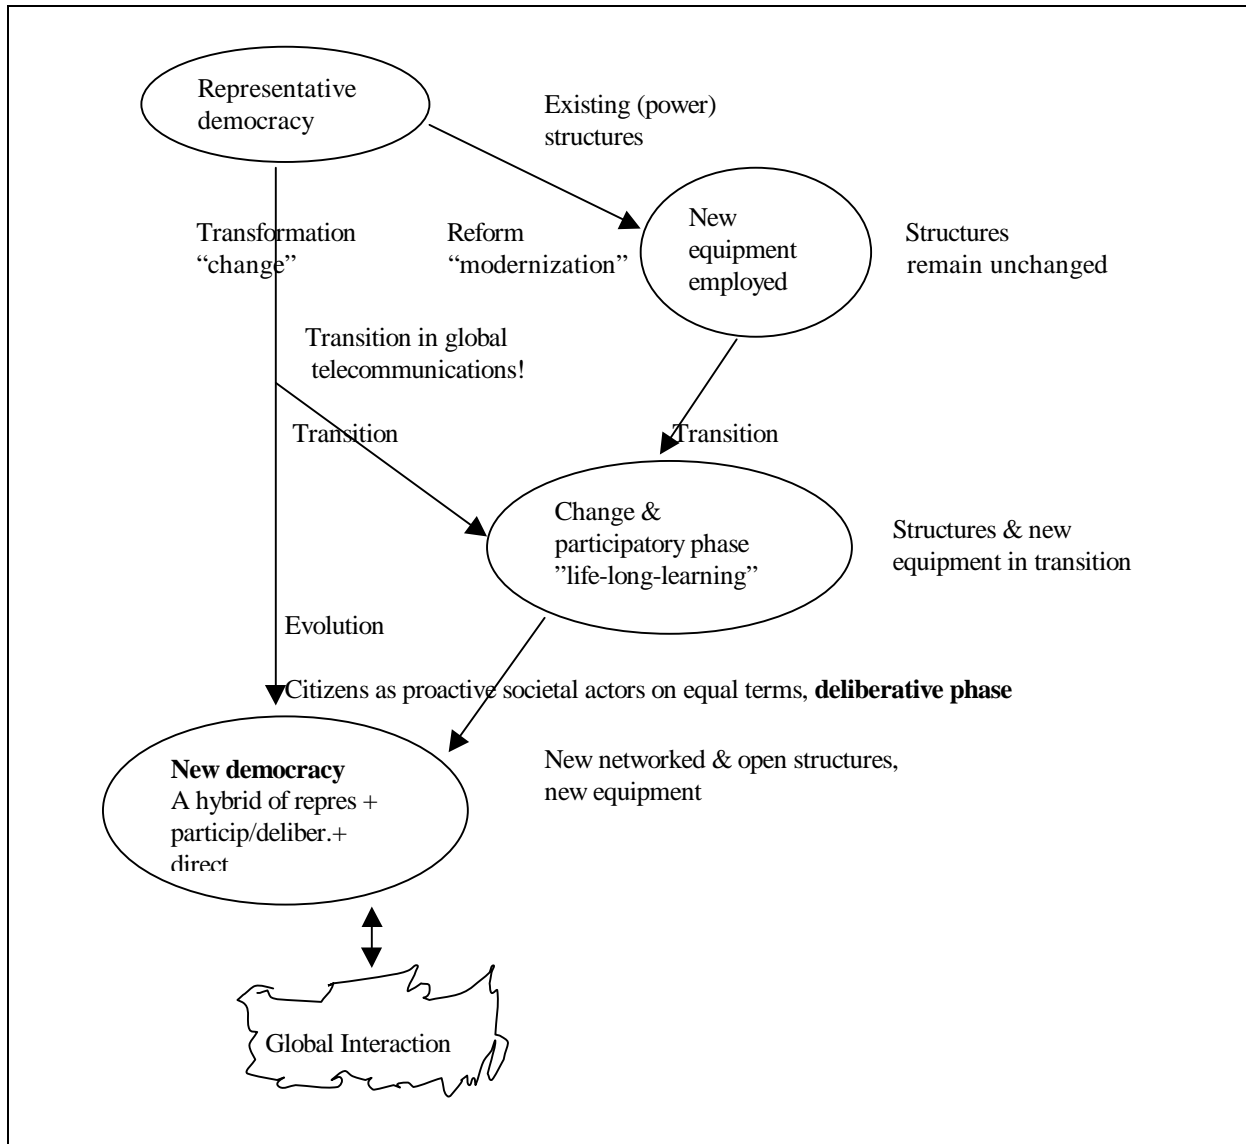 Representative
democracy
Existing (power)
structures
New
equipment
employed
Structures
remain unchanged
Transformation
“change”
Reform
“modernization”
Transition in global
telecommunications!
Transition
Transition
Change &
participatory phase
”life-long-learning”
Structures & new
equipment in transition
Evolution
Citizens as proactive societal actors on equal terms, deliberative phase
New democracy
A hybrid of repres +
particip/deliber.+
direct
New networked & open structures,
new equipment
Global Interaction